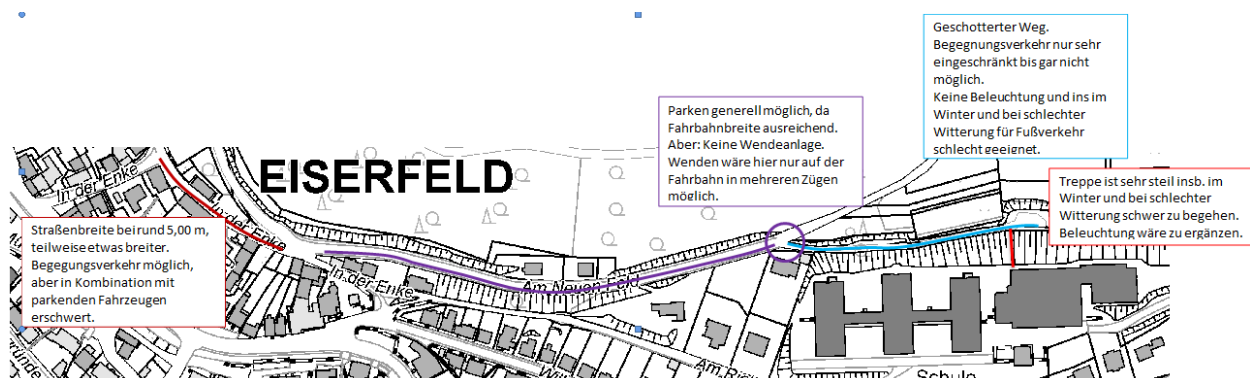 Geschotterter Weg.
Begegnungsverkehr nur sehr
eingeschränkt bis gar nicht
möglich.
Keine Beleuchtung und ins im
Winter und bei schlechter
Witterung für Fußverkehr
schlecht geeignet.
Parken generell möglich, da
Fahrbahnbreite ausreichend.
Aber: Keine Wendeanlage.
Wenden wäre hier nur auf der
Fahrbahn in mehreren Zügen
möglich.
EISERFELD
In der Enke
In der Enke
Treppe ist sehr steil insb. im
Winter und bei schlechter
Witterung schwer zu begehen.
Beleuchtung wäre zu ergänzen.
Straßenbreite bei rund 5,00 m,
teilweise etwas breiter.
Begegungsverkehr möglich,
aber in Kombination mit
parkenden Fahrzeugen
erschwert.
In der Enke
Am Neuen Feld
Am
Schule